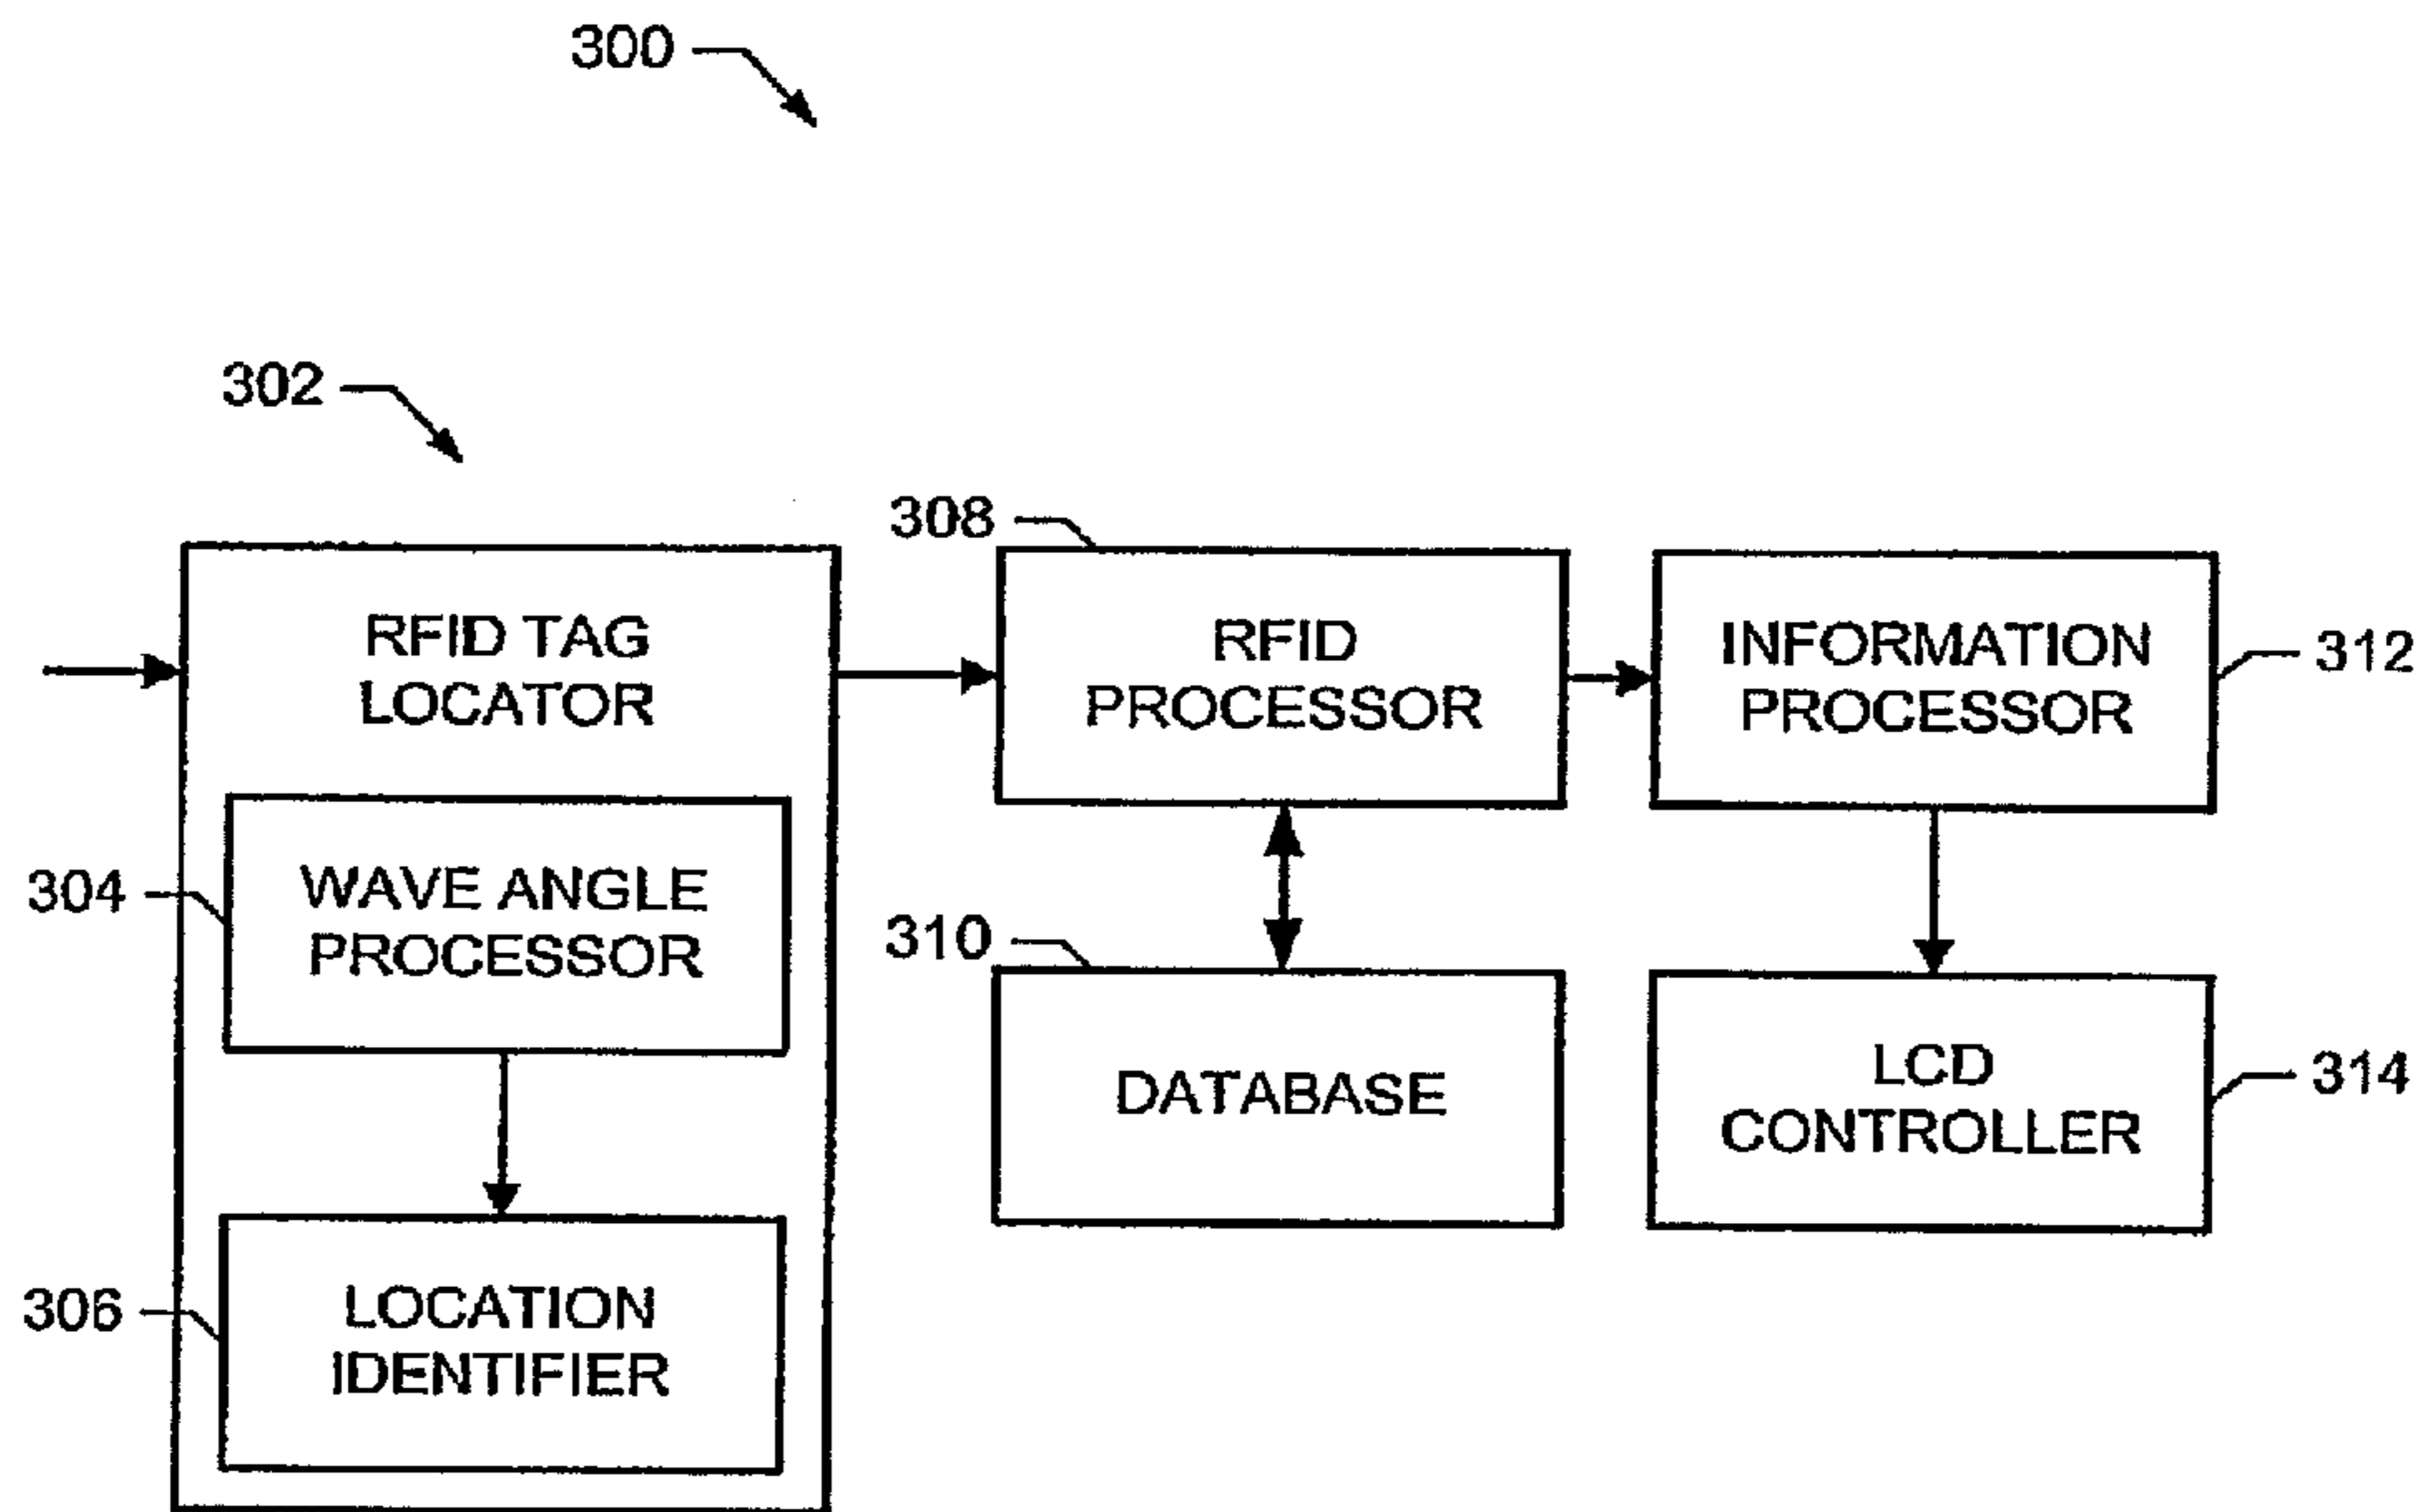 300
302
RFID TAG
LOCATOR
304
WAVE ANGLE
PROCESSOR
306
LOCATION
IDENTIFIER
308
RFID
PROCESSOR
310
DATABASE
INFORMATION
PROCESSOR
312
LCD
CONTROLLER
314